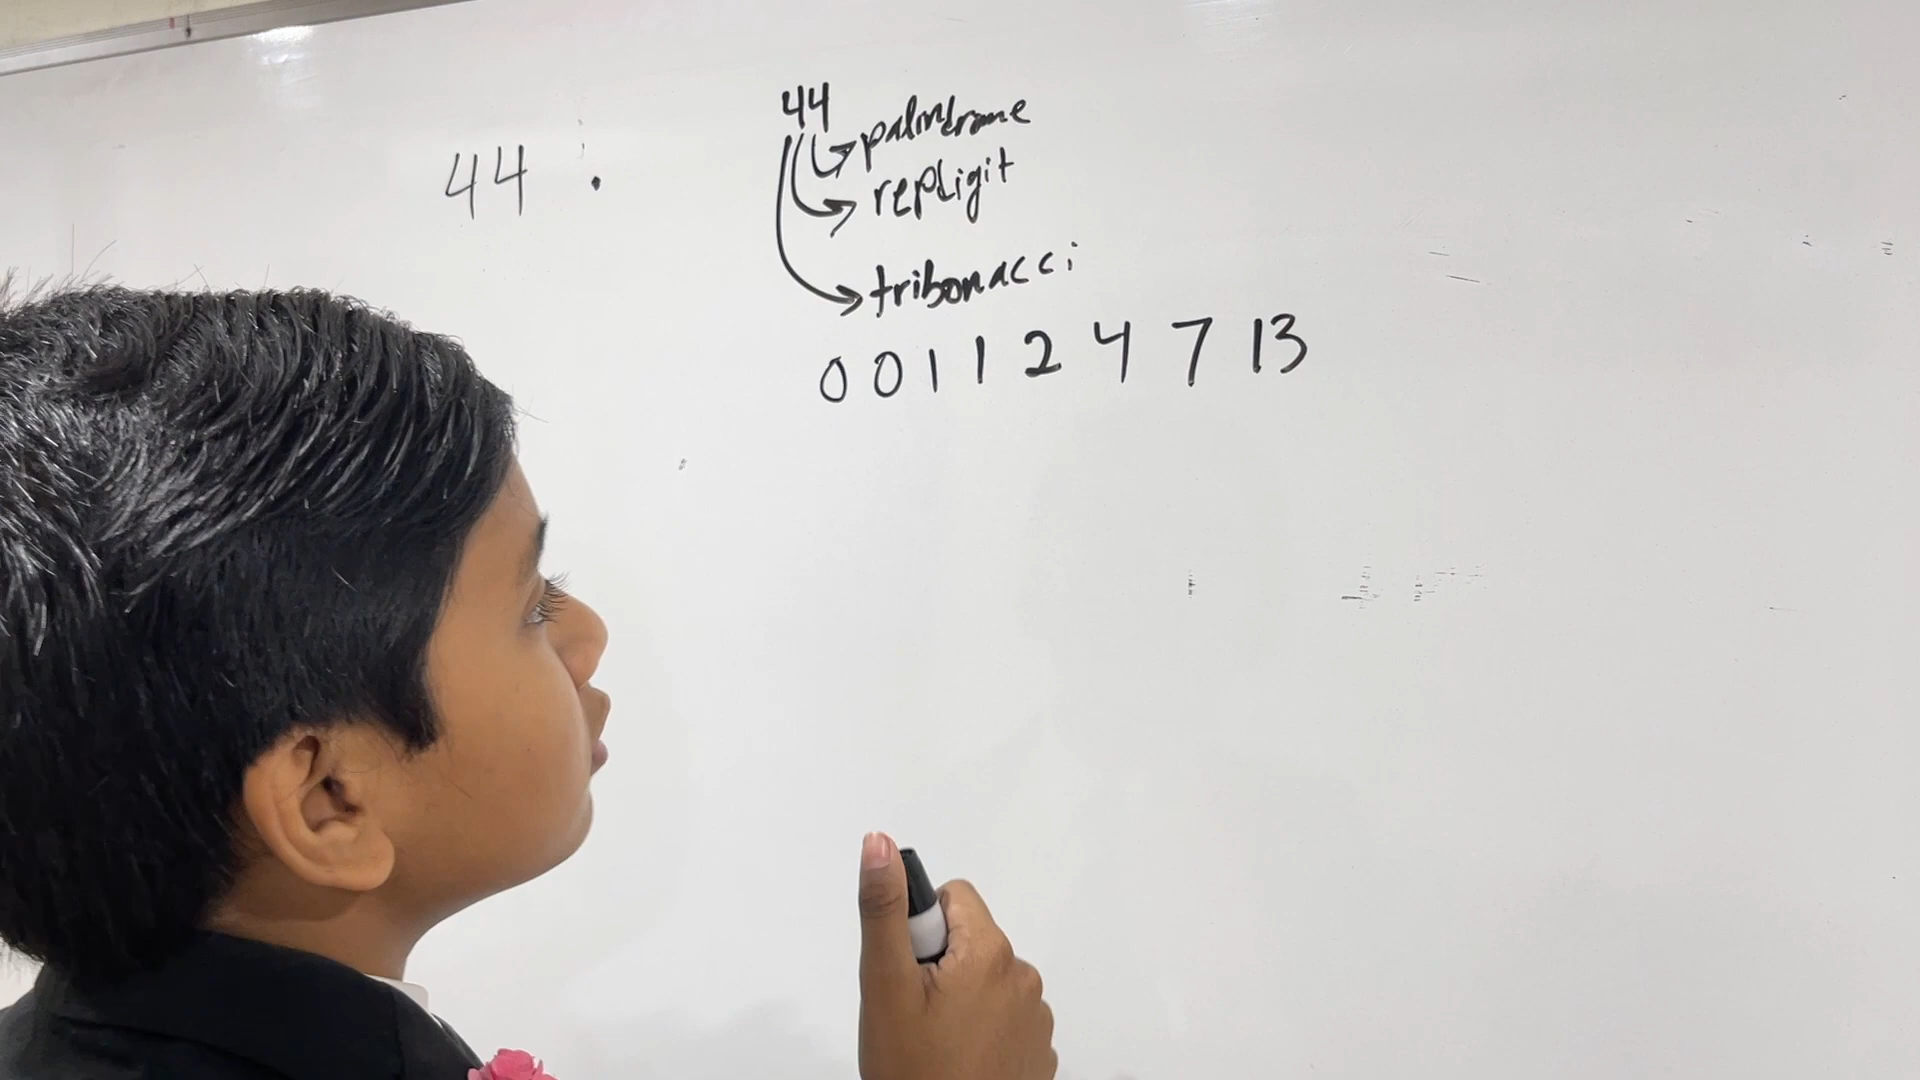 44 .
44
palindrome
repdigit
tribonacci
0 0 1 1 2 4 7 13